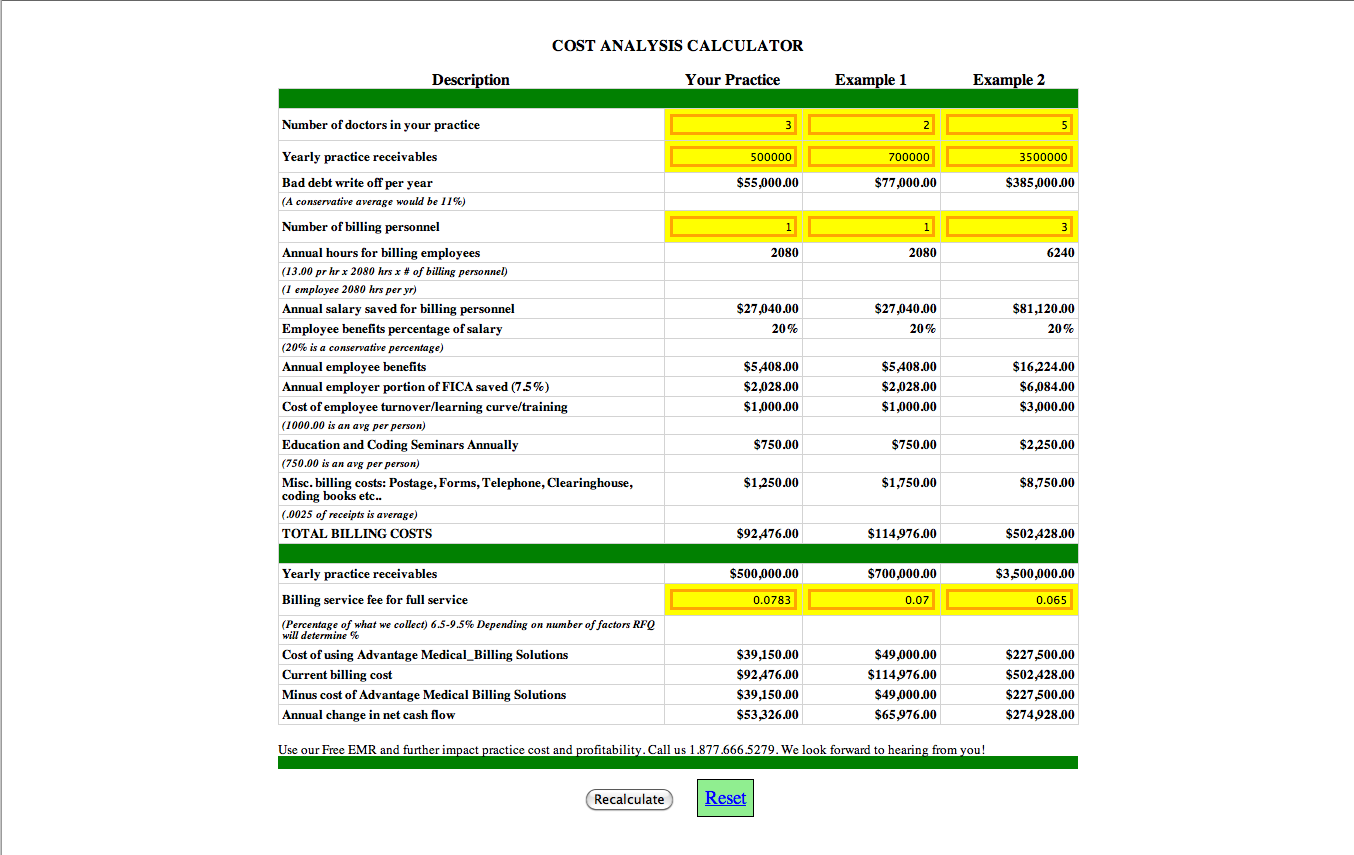 COST ANALYSIS CALCULATOR
Description Your Practice Example 1 Example 2
Number of doctors in your practice 3 2 5
Yearly practice receivables 500000 700000 3500000
Bad debt write off per year $55,000.00 $77,000.00 $385,000.00
(A conservative average would be 11%)
Number of billing personnel 1 1 3
Annual hours for billing employees 2080 2080 6240
(13.00 pr hr x 2080 hrs x # of billing personnel)
(1 employee 2080 hrs per yr)
Annual salary saved for billing personnel $27,040.00 $27,040.00 $81,120.00
Employee benefits percentage of salary 20% 20% 20%
(20% is a conservative percentage)
Annual employee benefits $5,408.00 $5,408.00 $16,224.00
Annual employer portion of FICA saved (7.5%) $2,028.00 $2,028.00 $6,084.00
Cost of employee turnover/learning curve/training $1,000.00 $1,000.00 $3,000.00
(1000.00 is an avg per person)
Education and Coding Seminars Annually $750.00 $750.00 $2,250.00
(750.00 is an avg per person)
Misc. billing costs: Postage, Forms, Telephone, Clearinghouse, $1,250.00 $1,750.00 $8,750.00
coding books etc..
(.0025 of receipts is average)
TOTAL BILLING COSTS $92,476.00 $114,976.00 $502,428.00
Yearly practice receivables $500,000.00 $700,000.00 $3,500,000.00
Billing service fee for full service 0.0783 0.07 0.065
(Percentage of what we collect) 6.5-9.5% Depending on number of factors RFQ
will determine %
Cost of using Advantage Medical_Billing Solutions $39,150.00 $49,000.00 $227,500.00
Current billing cost $92,476.00 $114,976.00 $502,428.00
Minus cost of Advantage Medical Billing Solutions $39,150.00 $49,000.00 $227,500.00
Annual change in net cash flow $53,326.00 $65,976.00 $274,928.00
Use our Free EMR and further impact practice cost and profitability. Call us 1.877.666.5279. We look forward to hearing from you!
Recalculate Reset